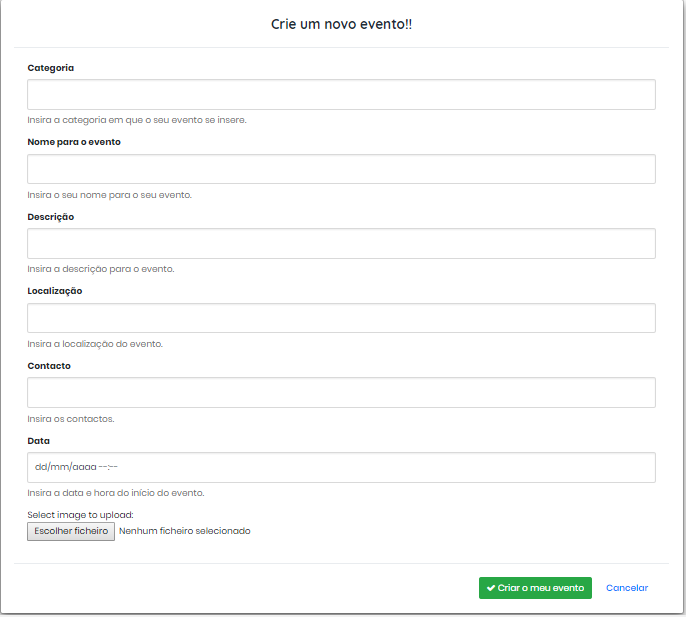 Crie um novo evento!!
Categoria
Insira a categoria em que o seu evento se insere.
Nome para o evento
Insira o seu nome para o seu evento.
Descrição
Insira a descrição para o evento.
Localização
Insira a localização do evento.
Contacto
Insira os contactos.
Data
dd/mm/aaaa --:--
Insira a data e hora do início do evento.
Select image to upload:
Escolher ficheiro Nenhum ficheiro selecionado
✔ Criar o meu evento Cancelar